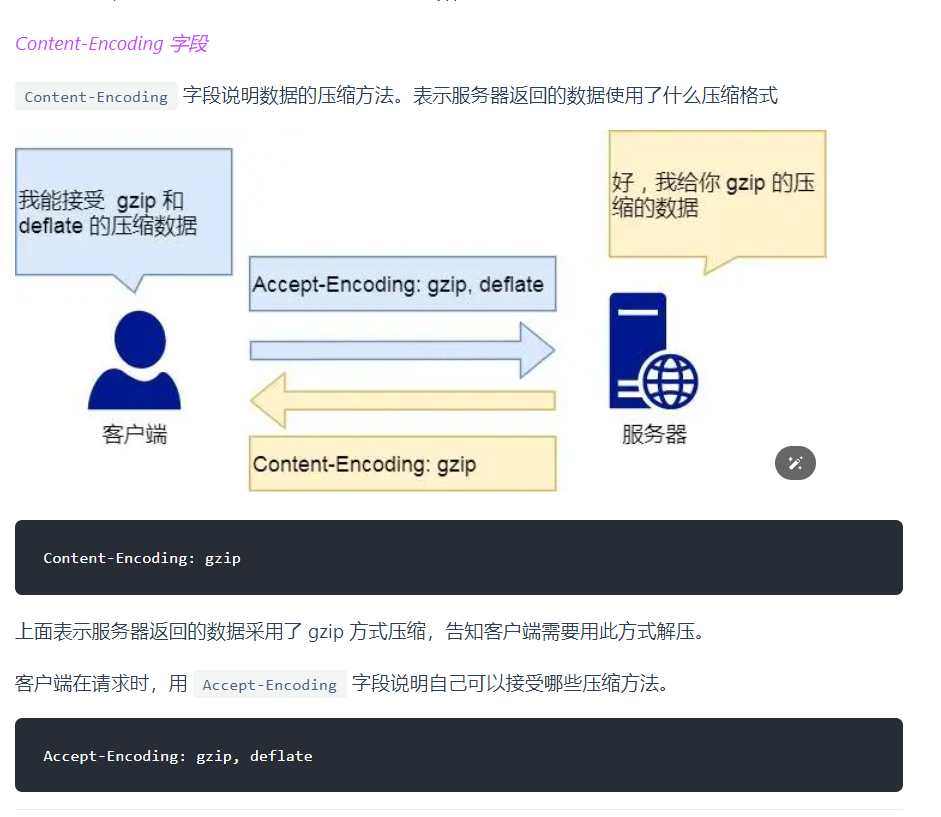 Content-Encoding 字段
Content-Encoding 字段说明数据的压缩方法。表示服务器返回的数据使用了什么压缩格式
我能接受 gzip 和
deflate 的压缩数据
好，我给你 gzip 的压
缩的数据
Accept-Encoding: gzip, deflate
客户端
服务器
Content-Encoding: gzip
Content-Encoding: gzip
上面表示服务器返回的数据采用了 gzip 方式压缩，告知客户端需要用此方式解压。
客户端在请求时，用 Accept-Encoding 字段说明自己可以接受哪些压缩方法。
Accept-Encoding: gzip, deflate